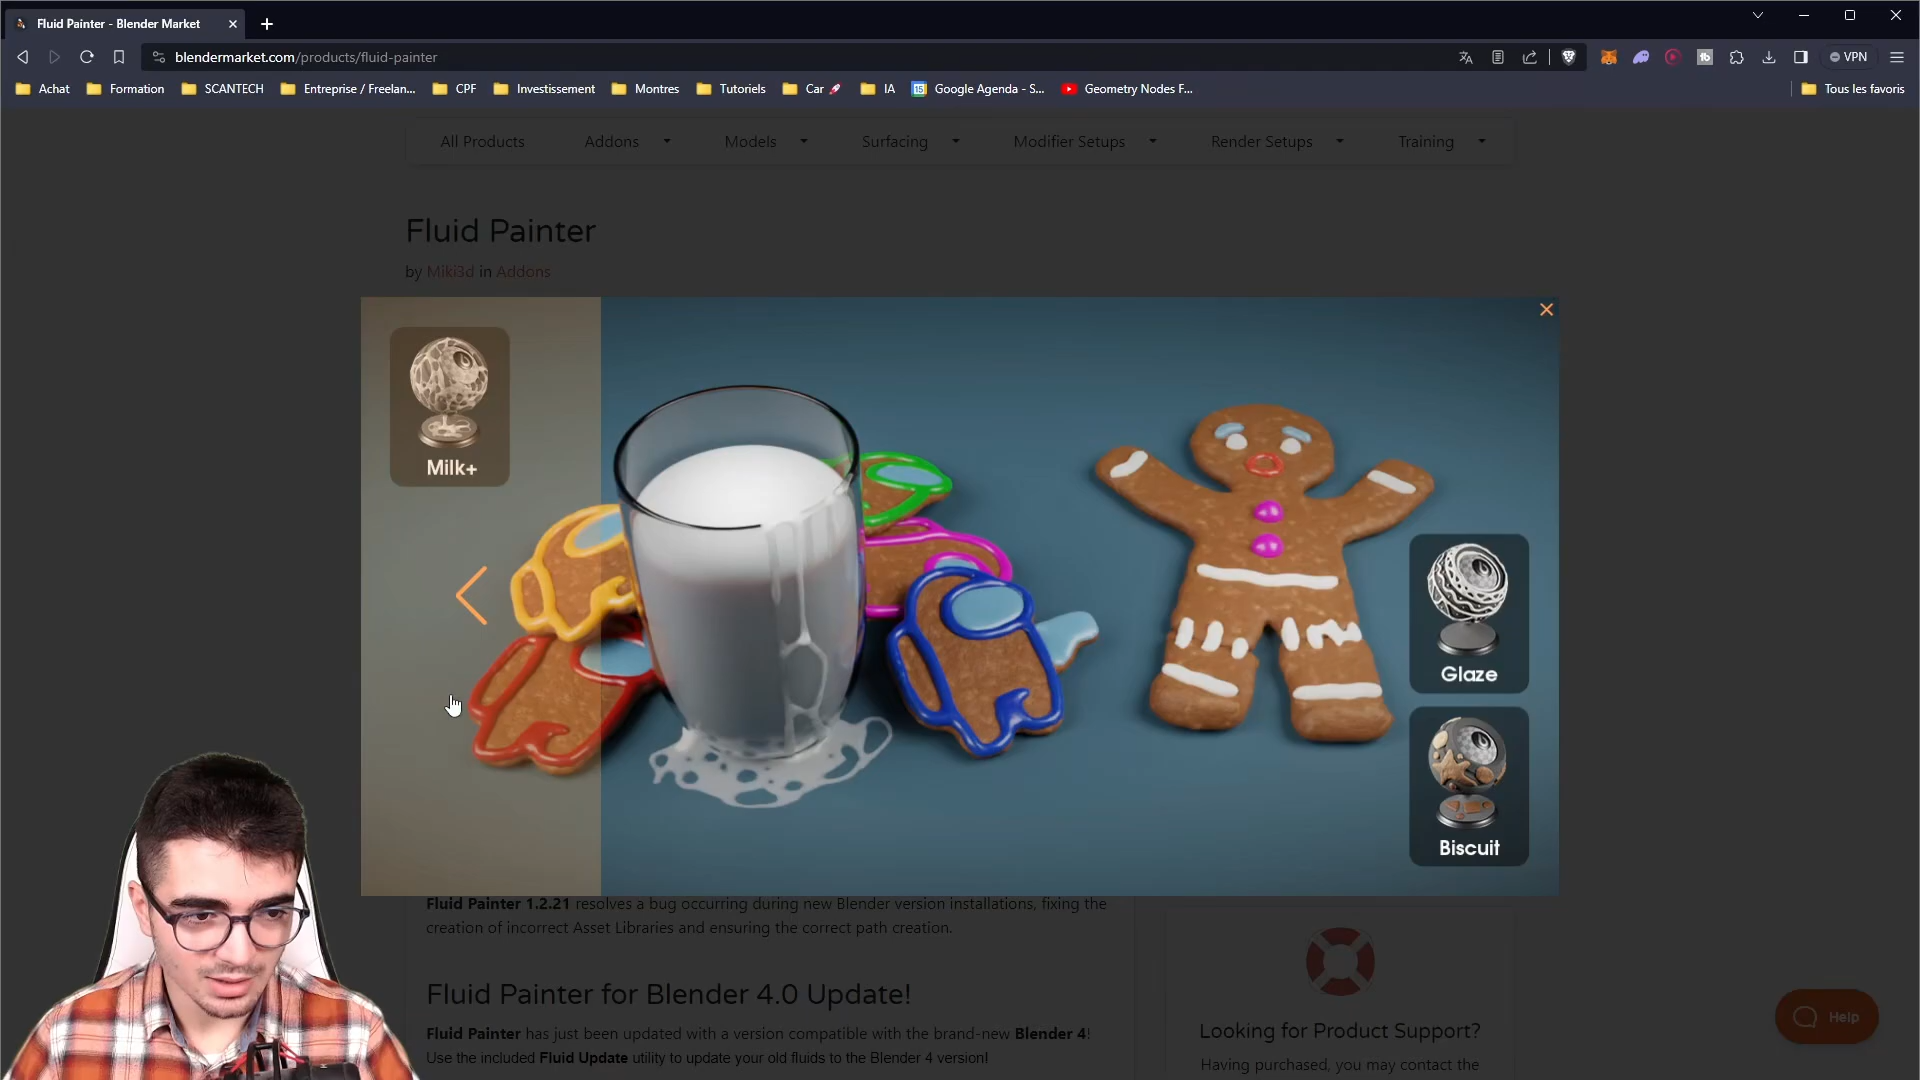 Fluid Painter - Blender Market
blendermarket.com/products/fluid-painter
VPN
Achat
Formation
SCANTECH
Entreprise / Freelan...
CPF
Investissement
Montres
Tutoriels
Car 🚀
IA
15
Google Agenda - S...
Geometry Nodes F...
Tous les favoris
All Products
Addons
Models
Surfacing
Modifier Setups
Render Setups
Training
Fluid Painter
by Miki3d in Addons
Milk+
Glaze
Biscuit
Fluid Painter 1.2.21 resolves a bug occurring during new Blender version installations, fixing the
creation of incorrect Asset Libraries and ensuring the correct path creation.
Fluid Painter for Blender 4.0 Update!
Fluid Painter has just been updated with a version compatible with the brand-new Blender 4!
Use the included Fluid Update utility to update your old fluids to the Blender 4 version!
Looking for Product Support?
Having purchased, you may contact the
Help